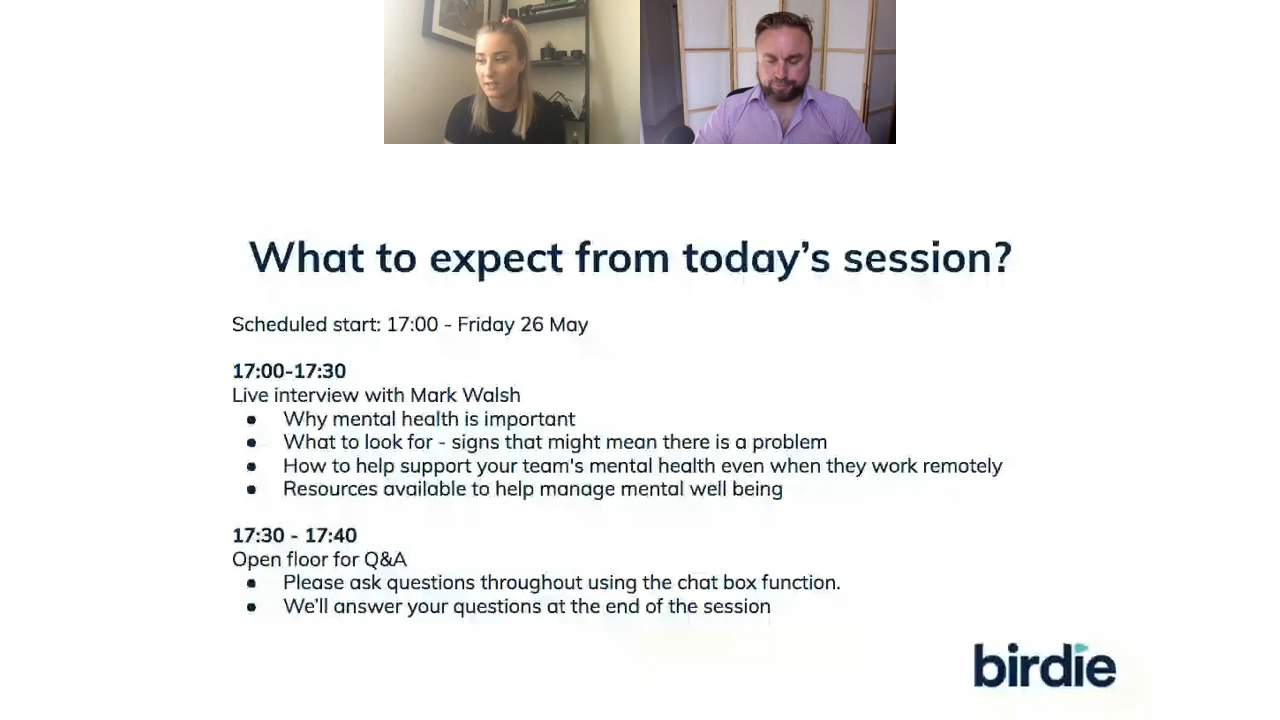 What to expect from today's session?
Scheduled start: 17:00 - Friday 26 May
17:00-17:30
Live interview with Mark Walsh
● Why mental health is important
● What to look for - signs that might mean there is a problem
● How to help support your team's mental health even when they work remotely
● Resources available to help manage mental well being
17:30 - 17:40
Open floor for Q&A
● Please ask questions throughout using the chat box function.
● We'll answer your questions at the end of the session
birdie